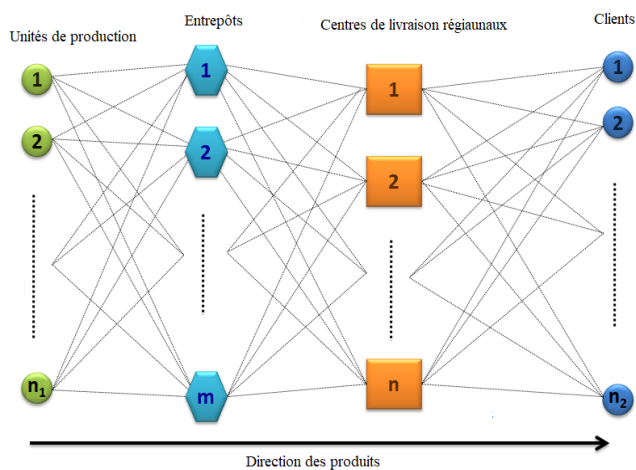 Unités de production
Entrepôts
Centres de livraison régiaunaux
Clients
1
1
1
1
2
2
2
2
n₁
m
n
n₂
Direction des produits